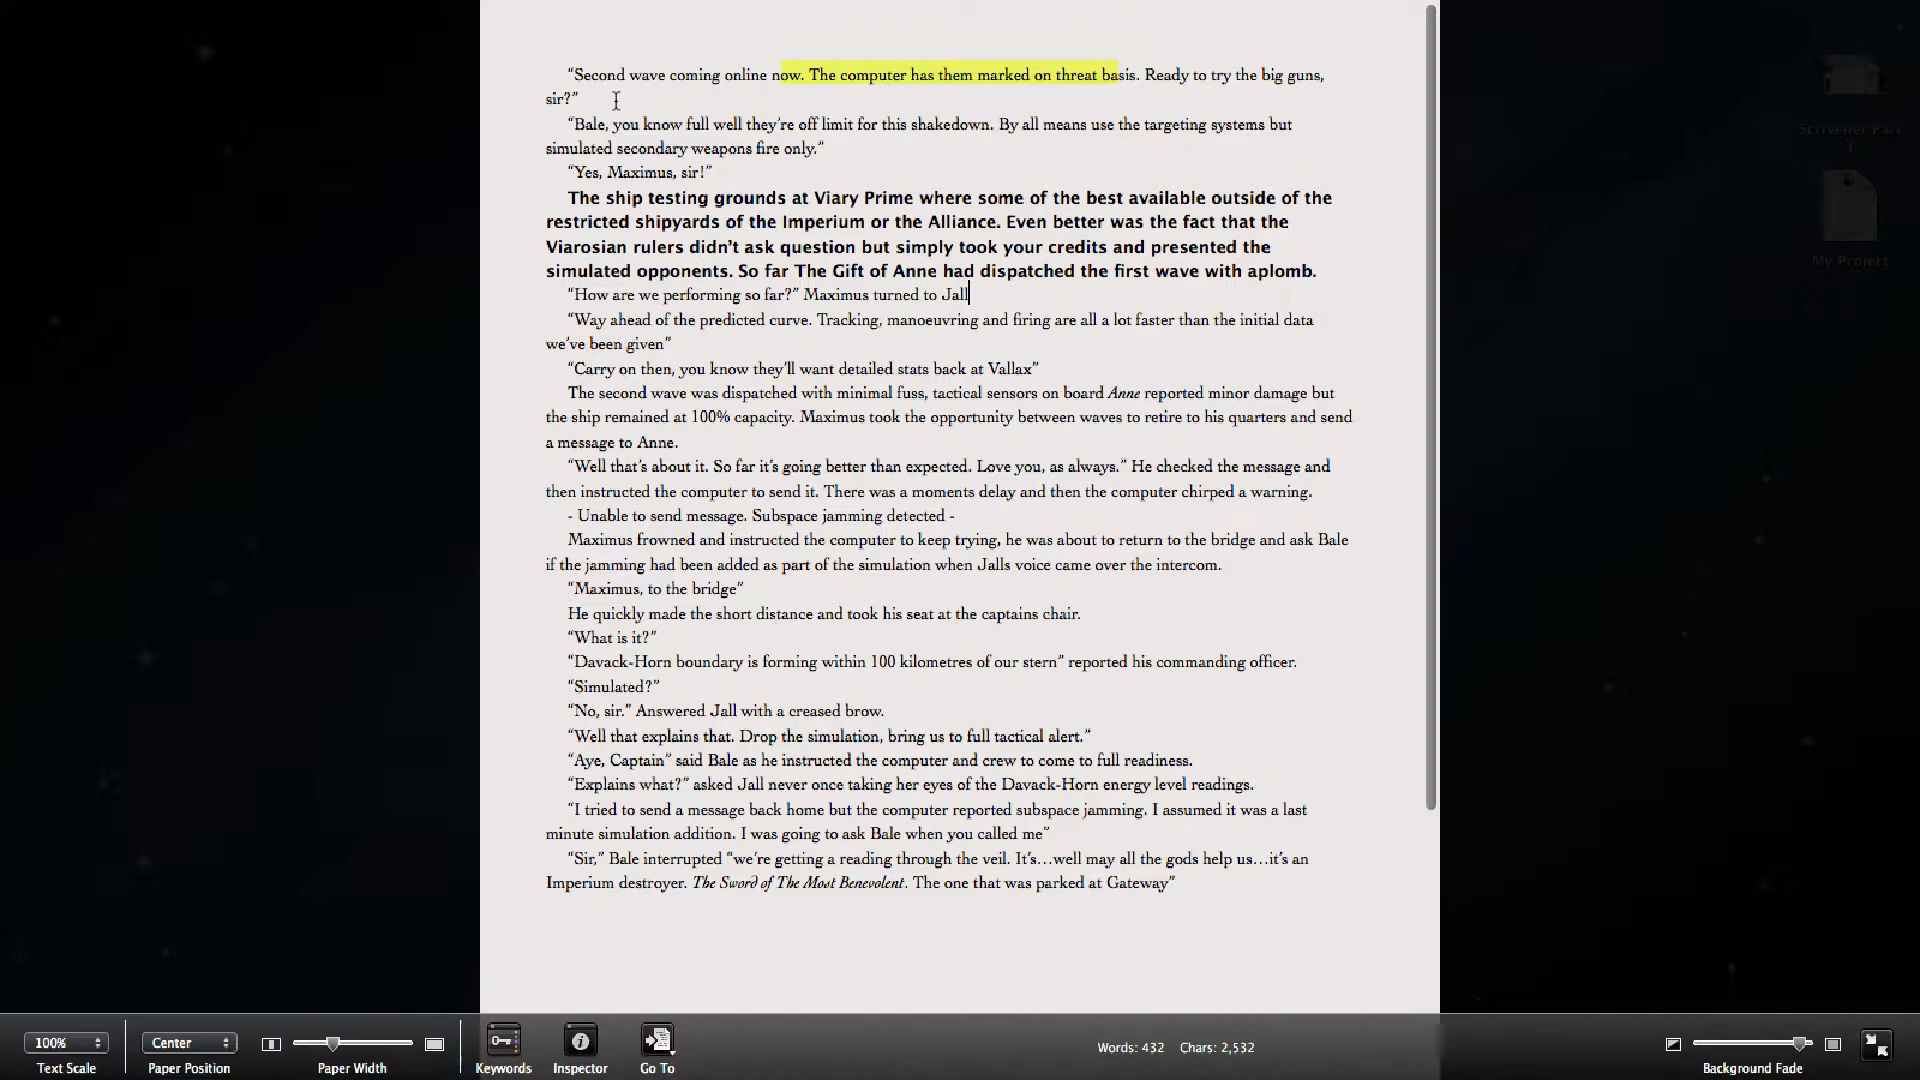 “Second wave coming online now. The computer has them marked on threat basis. Ready to try the big guns,
sir?”
“Bale, you know full well they’re off limit for this shakedown. By all means use the targeting systems but
simulated secondary weapons fire only.”
“Yes, Maximus, sir!”
The ship testing grounds at Viary Prime where some of the best available outside of the
restricted shipyards of the Imperium or the Alliance. Even better was the fact that the
Viarosian rulers didn’t ask question but simply took your credits and presented the
simulated opponents. So far The Gift of Anne had dispatched the first wave with aplomb.
“How are we performing so far?” Maximus turned to Jall
“Way ahead of the predicted curve. Tracking, manoeuvring and firing are all a lot faster than the initial data
we’ve been given”
“Carry on then, you know they’ll want detailed stats back at Vallax”
The second wave was dispatched with minimal fuss, tactical sensors on board Anne reported minor damage but
the ship remained at 100% capacity. Maximus took the opportunity between waves to retire to his quarters and send
a message to Anne.
“Well that’s about it. So far it’s going better than expected. Love you, as always.” He checked the message and
then instructed the computer to send it. There was a moments delay and then the computer chirped a warning.
- Unable to send message. Subspace jamming detected -
Maximus frowned and instructed the computer to keep trying, he was about to return to the bridge and ask Bale
if the jamming had been added as part of the simulation when Jalls voice came over the intercom.
“Maximus, to the bridge”
He quickly made the short distance and took his seat at the captains chair.
“What is it?”
“Davack-Horn boundary is forming within 100 kilometres of our stern” reported his commanding officer.
“Simulated?”
“No, sir.” Answered Jall with a creased brow.
“Well that explains that. Drop the simulation, bring us to full tactical alert.”
“Aye, Captain” said Bale as he instructed the computer and crew to come to full readiness.
“Explains what?” asked Jall never once taking her eyes of the Davack-Horn energy level readings.
“I tried to send a message back home but the computer reported subspace jamming. I assumed it was a last
minute simulation addition. I was going to ask Bale when you called me”
“Sir,” Bale interrupted “we’re getting a reading through the veil. It’s…well may all the gods help us…it’s an
Imperium destroyer. The Sword of The Most Benevolent. The one that was parked at Gateway”
Scrivener Part
1
My Project
100%
Center
Words: 432 Chars: 2,532
Text Scale
Paper Position
Paper Width
Keywords
Inspector
Go To
Background Fade